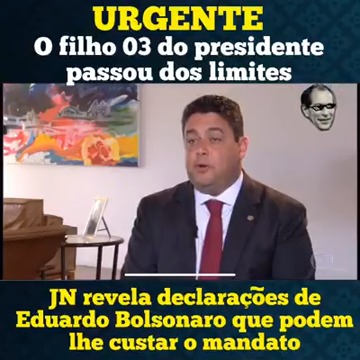 URGENTE
O filho 03 do presidente
passou dos limites
JN revela declarações de
Eduardo Bolsonaro que podem
lhe custar o mandato